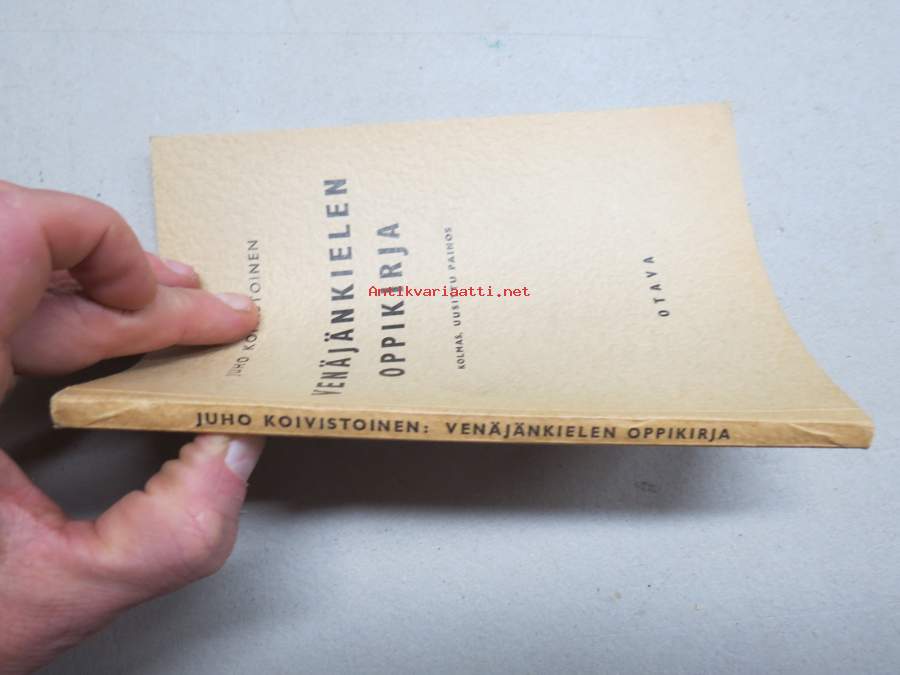 JUHO KOIVISTOINEN
VENÄJÄNKIELEN
OPPIKIRJA
KOLMAS, UUSITTU PAINOS
OTAVA
JUHO KOIVISTOINEN: VENÄJÄNKIELEN OPPIKIRJA
Antikvariaatti.net